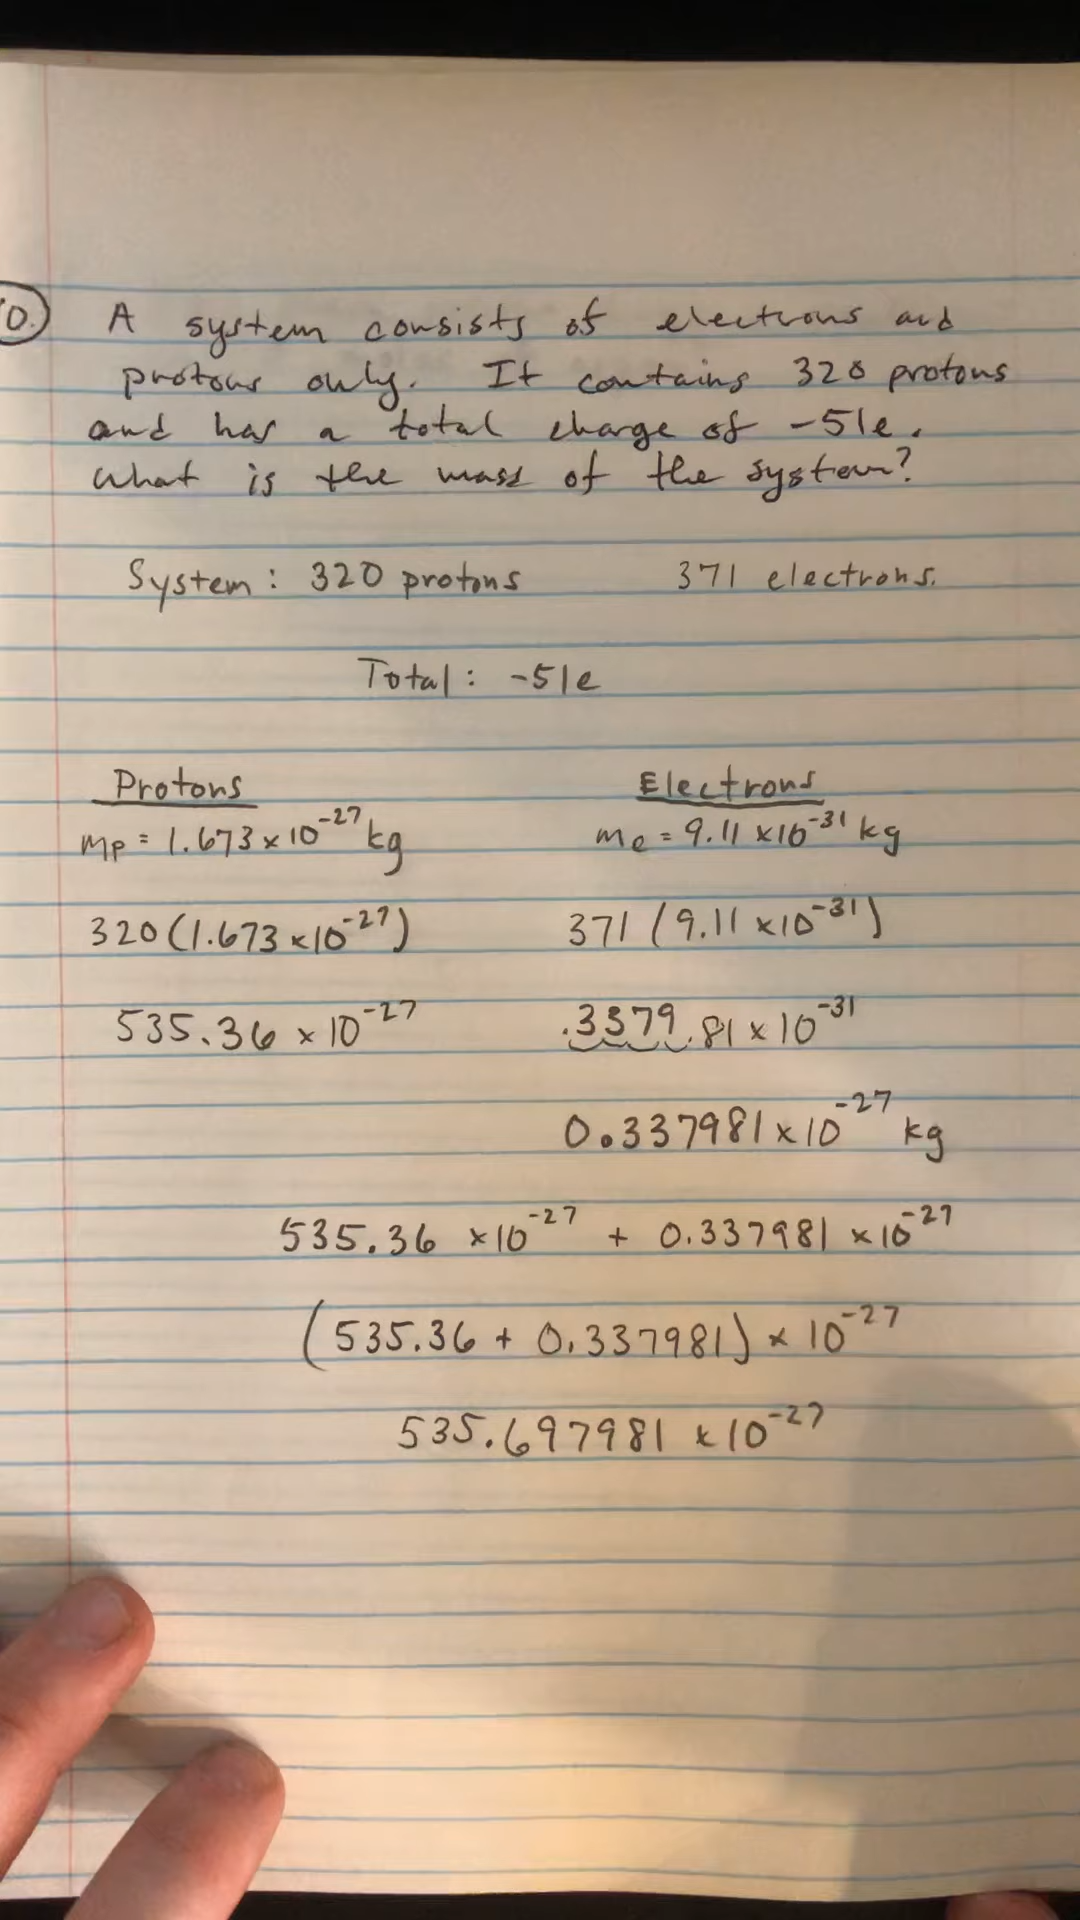 10.) A system consists of electrons and
protons only. It contains 320 protons
and has a total charge of -51e.
What is the mass of the system?
System: 320 protons 371 electrons.
Total: -51e
Protons Electrons
mp = 1.673 × 10^-27 kg me = 9.11 × 10^-31 kg
320 (1.673 × 10^-27) 371 (9.11 × 10^-31)
535.36 × 10^-27 .3379.81 × 10^-31
0.337981 × 10^-27 kg
535.36 × 10^-27 + 0.337981 × 10^-27
(535.36 + 0.337981) × 10^-27
535.697981 × 10^-27